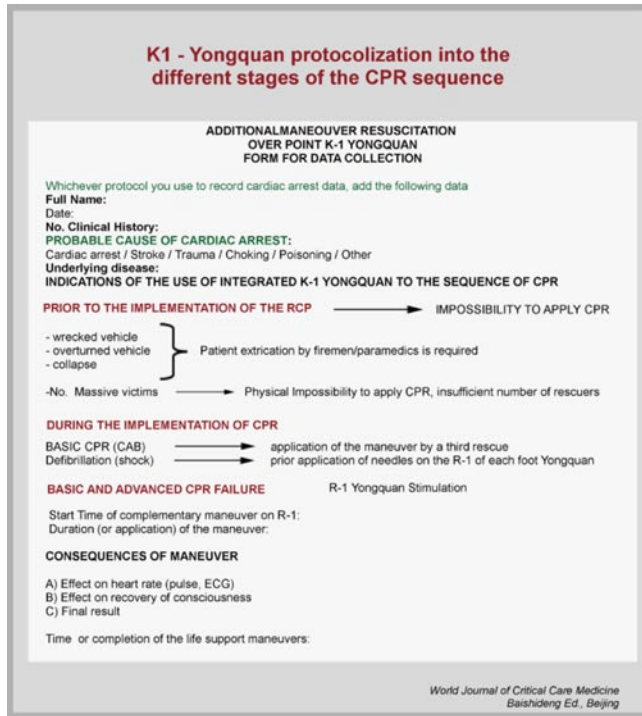 K1 - Yongquan protocolization into the
different stages of the CPR sequence
ADDITIONALMANEOUVER RESUSCITATION
OVER POINT K-1 YONGQUAN
FORM FOR DATA COLLECTION
Whichever protocol you use to record cardiac arrest data, add the following data
Full Name:
Date:
No. Clinical History:
PROBABLE CAUSE OF CARDIAC ARREST:
Cardiac arrest / Stroke / Trauma / Choking / Poisoning / Other
Underlying disease:
INDICATIONS OF THE USE OF INTEGRATED K-1 YONGQUAN TO THE SEQUENCE OF CPR
PRIOR TO THE IMPLEMENTATION OF THE RCP IMPOSSIBILITY TO APPLY CPR
- wrecked vehicle
- overturned vehicle Patient extrication by firemen/paramedics is required
- collapse
-No. Massive victims Physical Impossibility to apply CPR, insufficient number of rescuers
DURING THE IMPLEMENTATION OF CPR
BASIC CPR (CAB) application of the maneuver by a third rescue
Defibrillation (shock) prior application of needles on the R-1 of each foot Yongquan
BASIC AND ADVANCED CPR FAILURE R-1 Yongquan Stimulation
Start Time of complementary maneuver on R-1:
Duration (or application) of the maneuver:
CONSEQUENCES OF MANEUVER
A) Effect on heart rate (pulse, ECG)
B) Effect on recovery of consciousness
C) Final result
Time or completion of the life support maneuvers:
World Journal of Critical Care Medicine
Baishideng Ed., Beijing